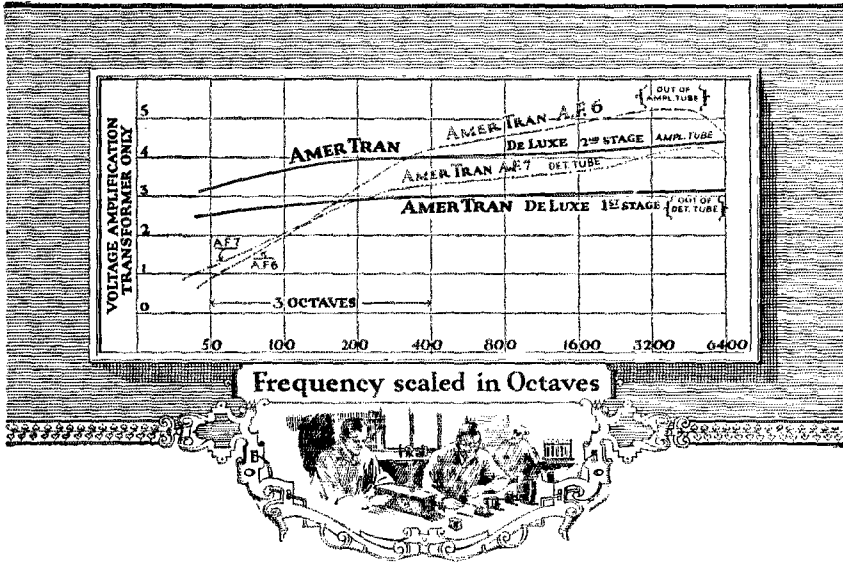 VOLTAGE AMPLIFICATION
TRANSFORMER ONLY
5
4
3
2
1
0
AMERTRAN A.F. 6
{OUT OF
AMPL. TUBE}
AMERTRAN
DE LUXE 2ND STAGE AMPL. TUBE
AMERTRAN A.F. 7 DET. TUBE
AMERTRAN DE LUXE 1ST STAGE {OUT OF
DET. TUBE}
A.F.7
A.F.6
3 OCTAVES
50 100 200 400 800 1600 3200 6400
Frequency scaled in Octaves